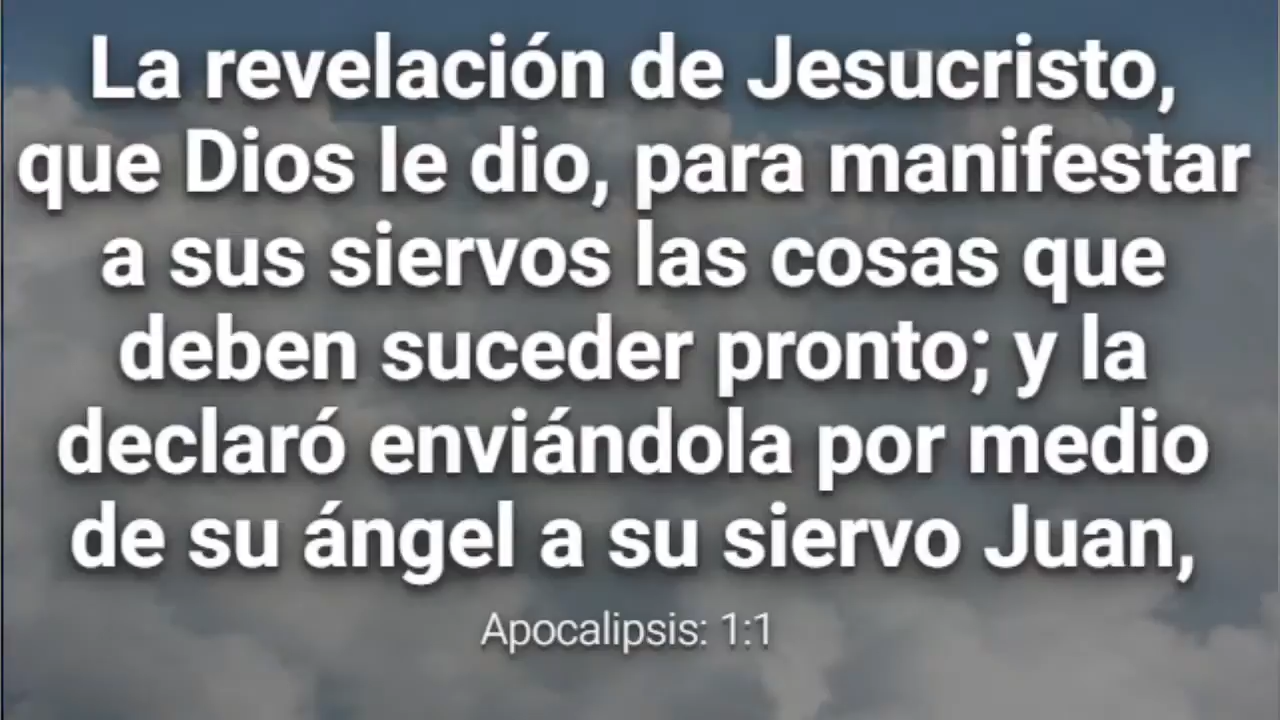 La revelación de Jesucristo,
que Dios le dio, para manifestar
a sus siervos las cosas que
deben suceder pronto; y la
declaró enviándola por medio
de su ángel a su siervo Juan,
Apocalipsis: 1:1